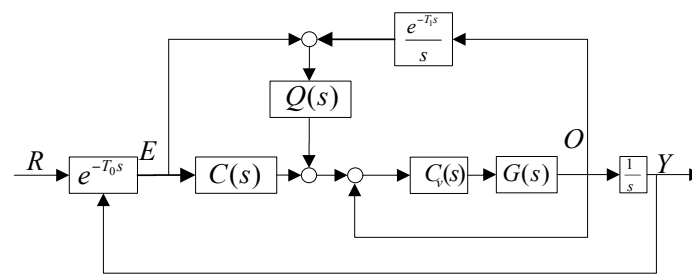 e^{-T_1 s}
s
Q(s)
R
e^{-T_0 s}
E
C(s)
C_v(s)
G(s)
O
1
s
Y